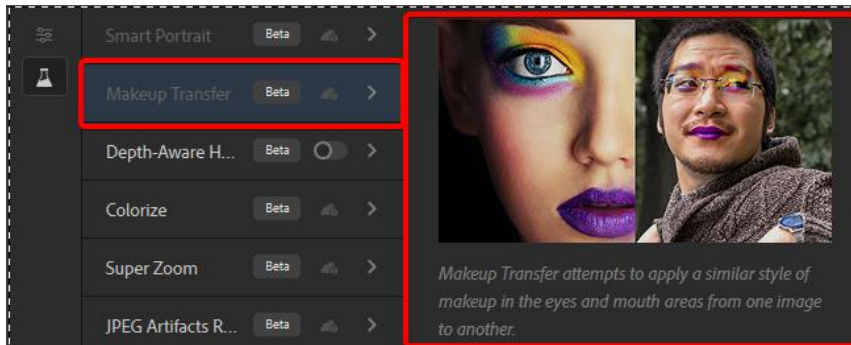 Smart Portrait Beta
Makeup Transfer Beta
Depth-Aware H... Beta
Colorize Beta
Super Zoom Beta
JPEG Artifacts R... Beta
Makeup Transfer attempts to apply a similar style of
makeup in the eyes and mouth areas from one image
to another.